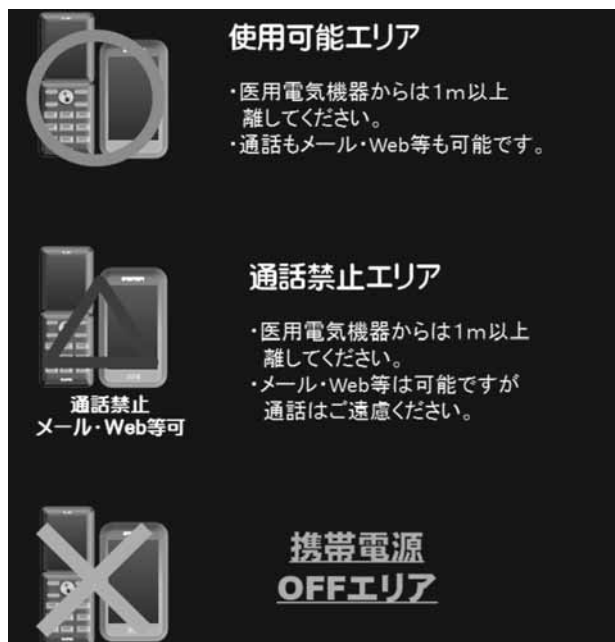 使用可能エリア
・医用電気機器からは1m以上
離してください。
・通話もメール・Web等も可能です。
通話禁止エリア
・医用電気機器からは1m以上
離してください。
・メール・Web等は可能ですが
通話はご遠慮ください。
通話禁止
メール・Web等可
携帯電源
OFFエリア